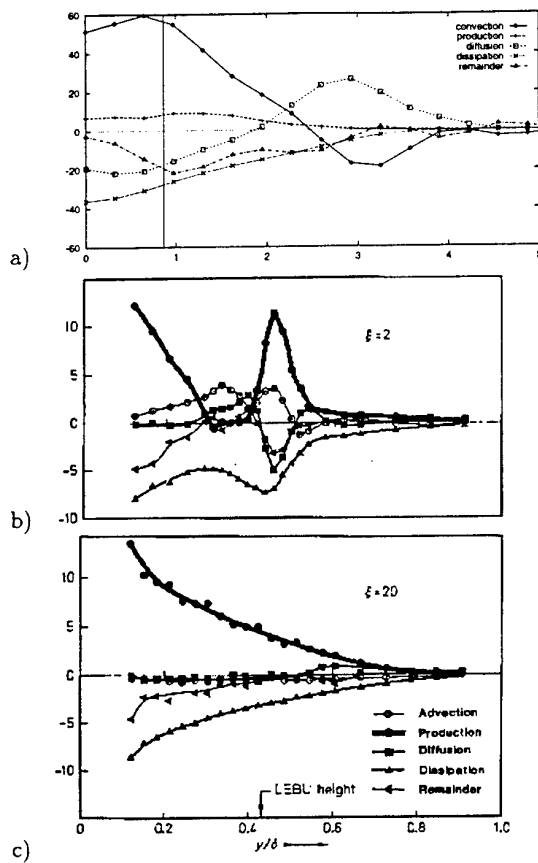 convection
production
diffusion
dissipation
remainder
60
40
20
0
-20
-40
-60
0 1 2 3 4 5
a)
ξ=2
10
5
0
-5
-10
b)
ξ=20
10
5
0
-5
-10
Advection
Production
Diffusion
Dissipation
Remainder
LEBU height
0 0.2 0.4 0.6 0.8 1.0
y/δ
c)